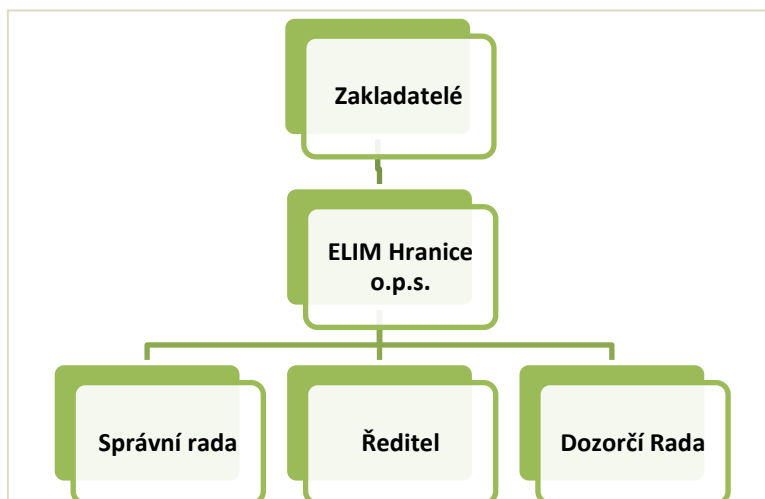 Zakladatelé
ELIM Hranice
o.p.s.
Správní rada
Ředitel
Dozorčí Rada